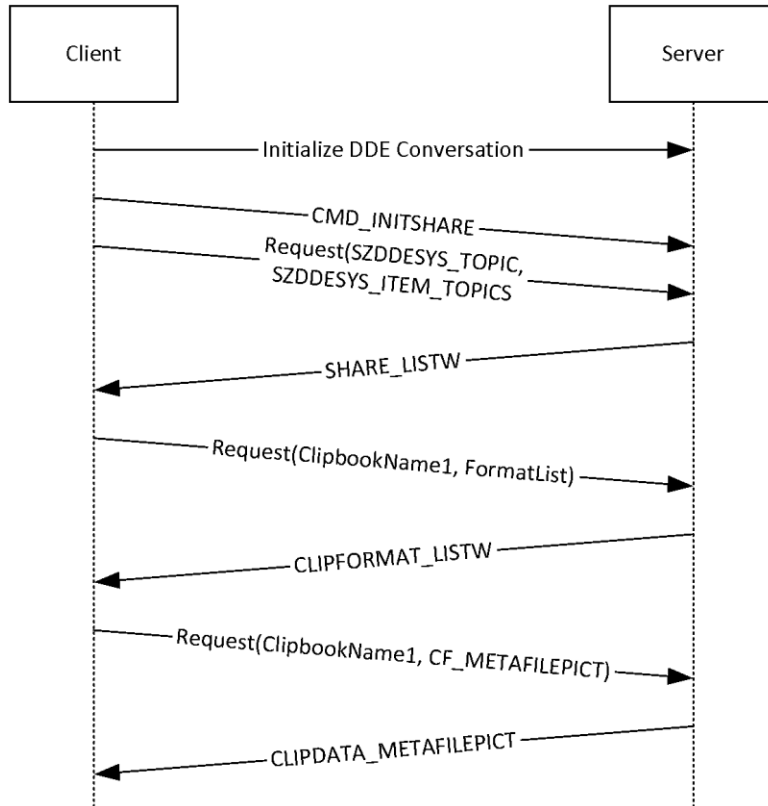 Client
Server
Initialize DDE Conversation
CMD_INITSHARE
Request(SZDDESYS_TOPIC,
SZDDESYS_ITEM_TOPICS
SHARE_LISTW
Request(ClipbookName1, FormatList)
CLIPFORMAT_LISTW
Request(ClipbookName1, CF_METAFILEPICT)
CLIPDATA_METAFILEPICT